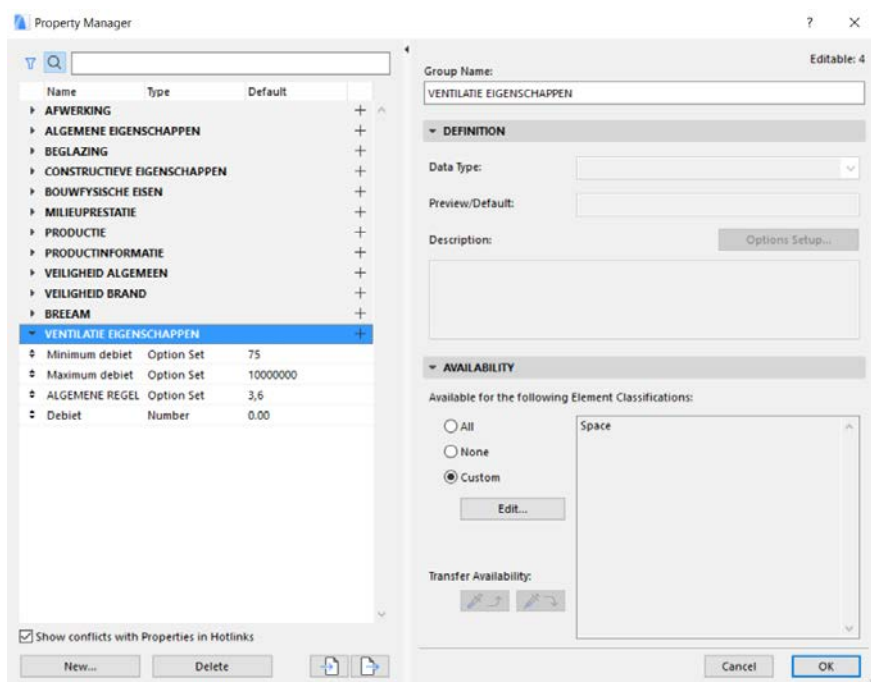 Property Manager
Name Type Default
AFWERKING
ALGEMENE EIGENSCHAPPEN
BEGLAZING
CONSTRUCTIEVE EIGENSCHAPPEN
BOUWFYSISCHE EISEN
MILIEUPRESTATIE
PRODUCTIE
PRODUCTINFORMATIE
VEILIGHEID ALGEMEEN
VEILIGHEID BRAND
BREEAM
VENTILATIE EIGENSCHAPPEN
Minimum debiet Option Set 75
Maximum debiet Option Set 10000000
ALGEMENE REGEL Option Set 3,6
Debiet Number 0.00
Show conflicts with Properties in Hotlinks
New... Delete
Editable: 4
Group Name:
VENTILATIE EIGENSCHAPPEN
DEFINITION
Data Type:
Preview/Default:
Description: Options Setup...
AVAILABILITY
Available for the following Element Classifications:
All
None
Custom
Edit...
Space
Transfer Availability:
Cancel OK